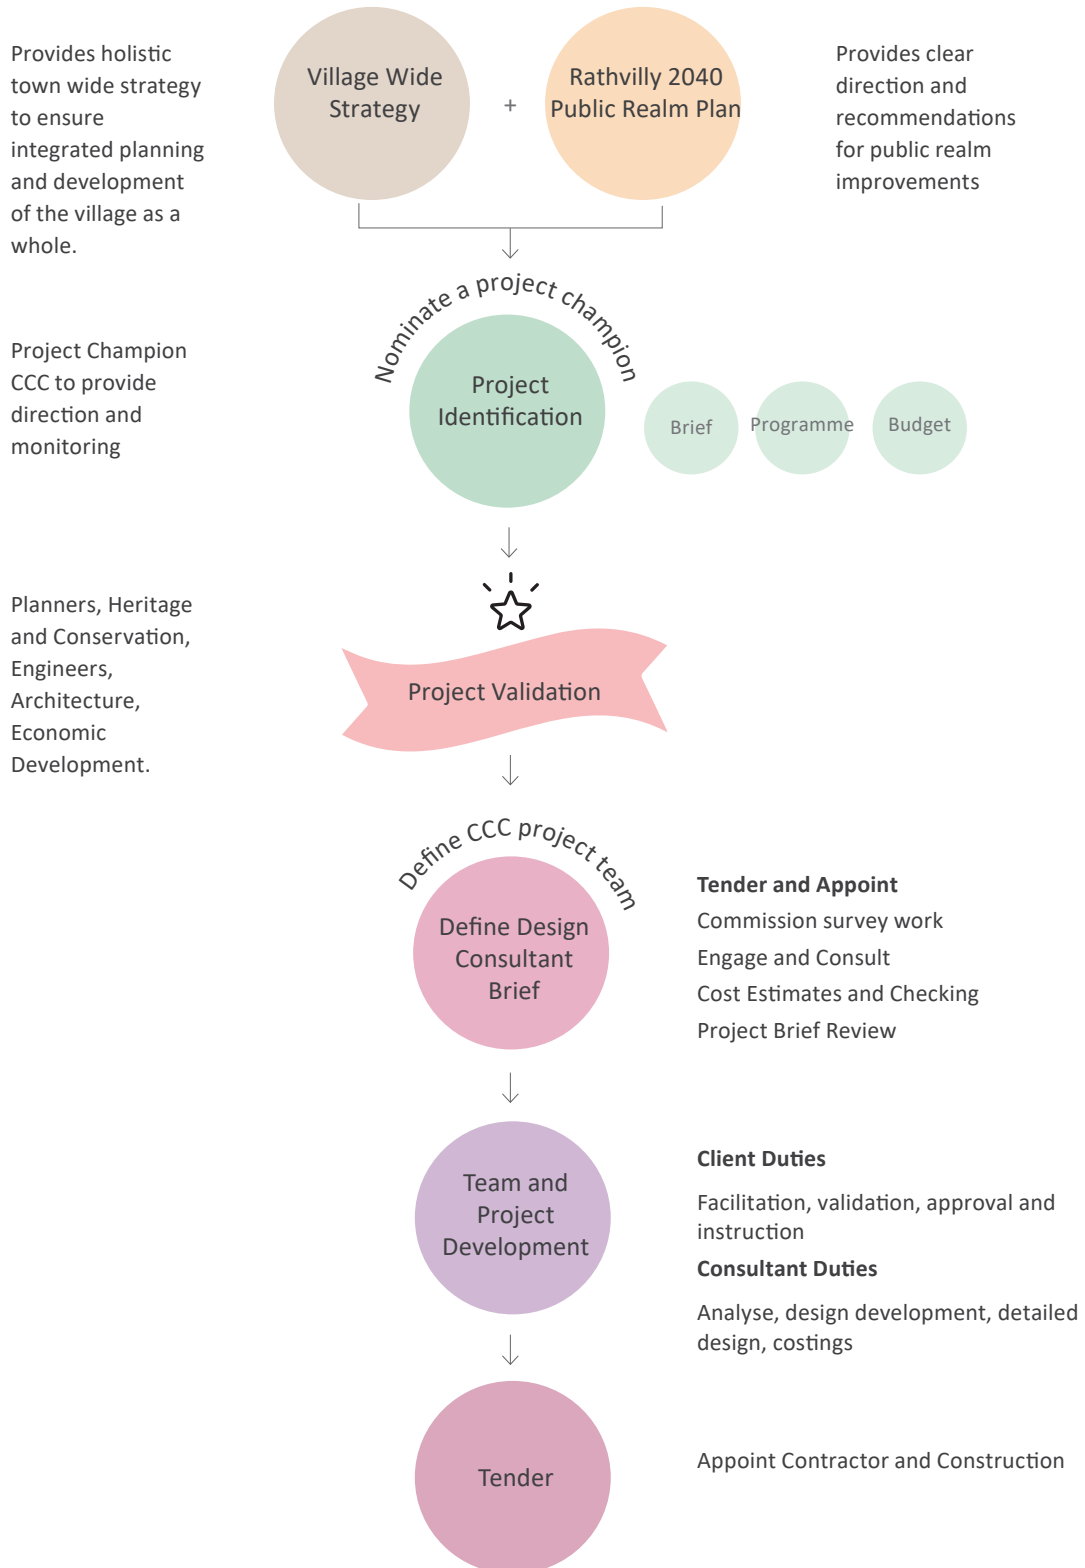 Provides holistic
town wide strategy
to ensure
integrated planning
and development
of the village as a
whole.
Village Wide
Strategy
+
Rathvilly 2040
Public Realm Plan
Provides clear
direction and
recommendations
for public realm
improvements
Nominate a project champion
Project Champion
CCC to provide
direction and
monitoring
Project
Identification
Brief
Programme
Budget
Planners, Heritage
and Conservation,
Engineers,
Architecture,
Economic
Development.
Project Validation
Define CCC project team
Define Design
Consultant
Brief
Tender and Appoint
Commission survey work
Engage and Consult
Cost Estimates and Checking
Project Brief Review
Team and
Project
Development
Client Duties
Facilitation, validation, approval and
instruction
Consultant Duties
Analyse, design development, detailed
design, costings
Tender
Appoint Contractor and Construction